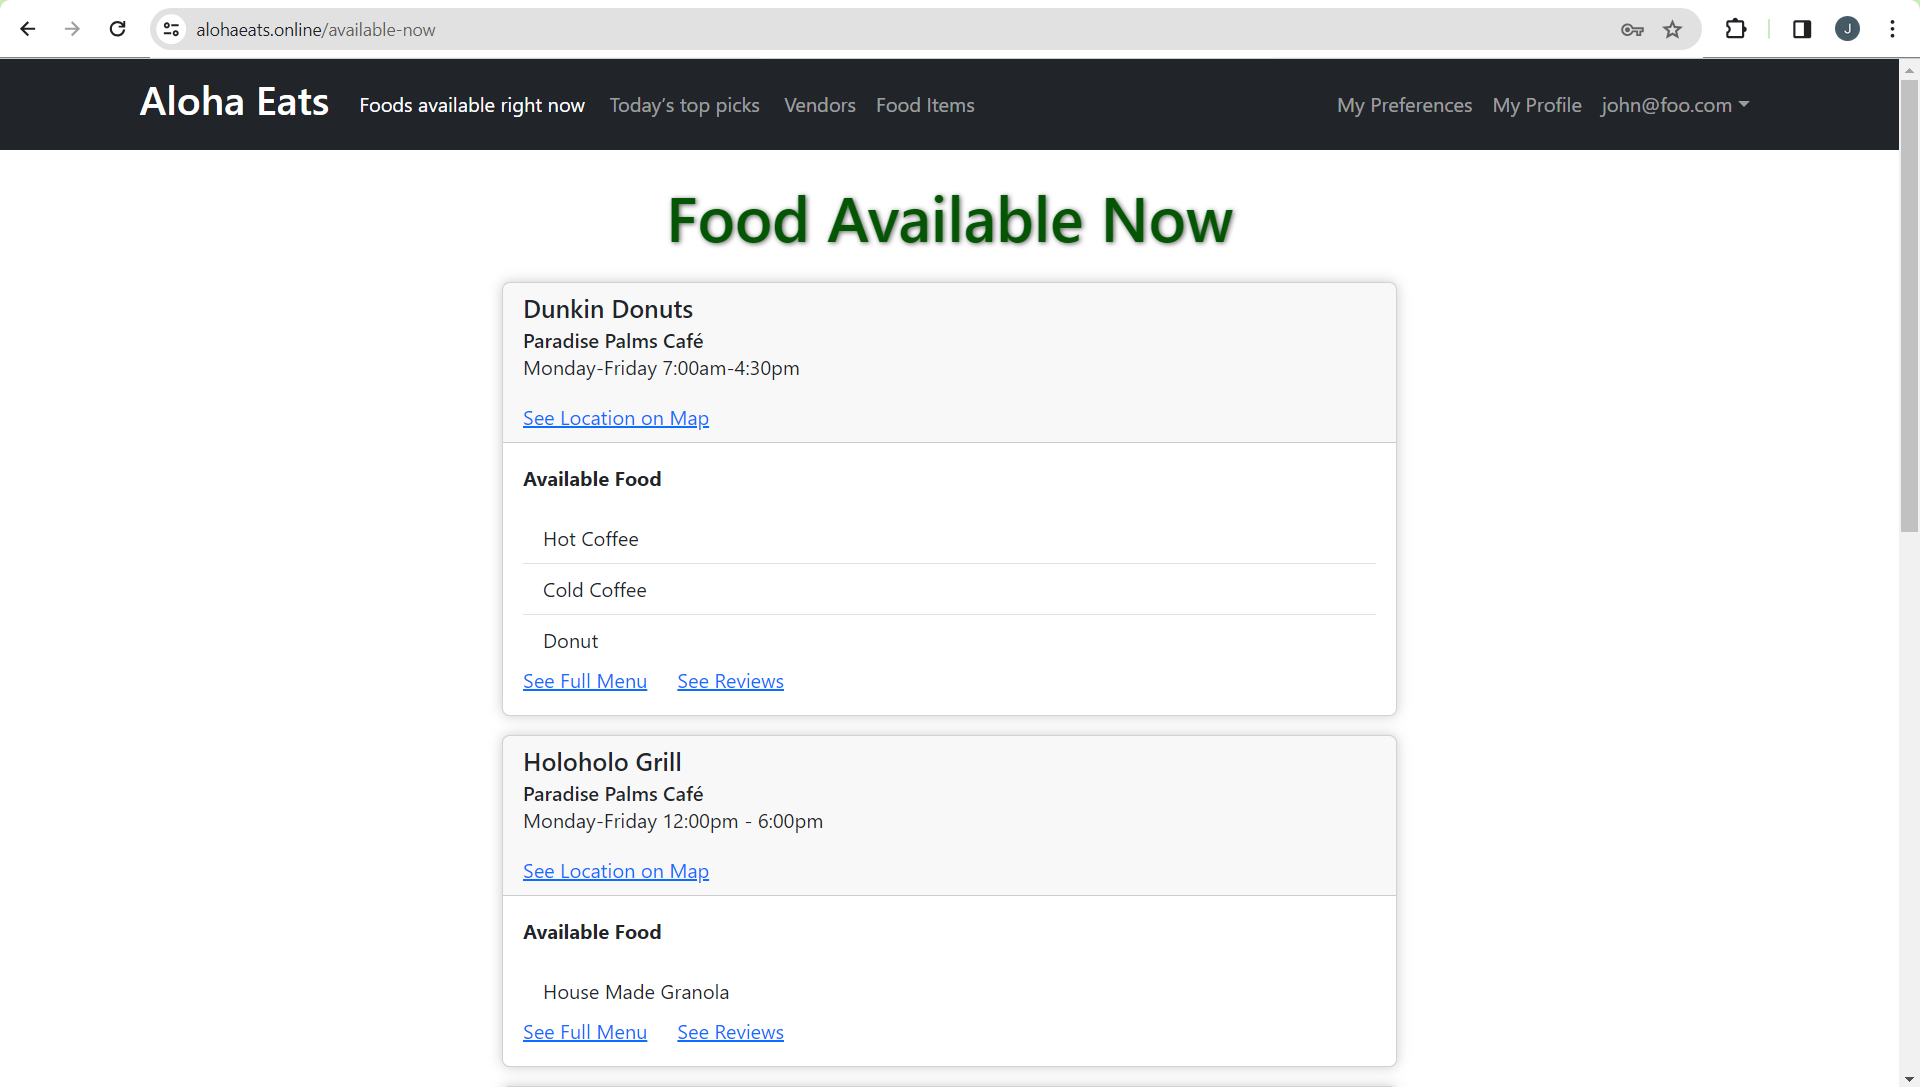 alohaeats.online/available-now
J
Aloha Eats Foods available right now Today's top picks Vendors Food Items My Preferences My Profile john@foo.com
Food Available Now
Dunkin Donuts
Paradise Palms Café
Monday-Friday 7:00am-4:30pm
See Location on Map
Available Food
Hot Coffee
Cold Coffee
Donut
See Full Menu See Reviews
Holoholo Grill
Paradise Palms Café
Monday-Friday 12:00pm - 6:00pm
See Location on Map
Available Food
House Made Granola
See Full Menu See Reviews